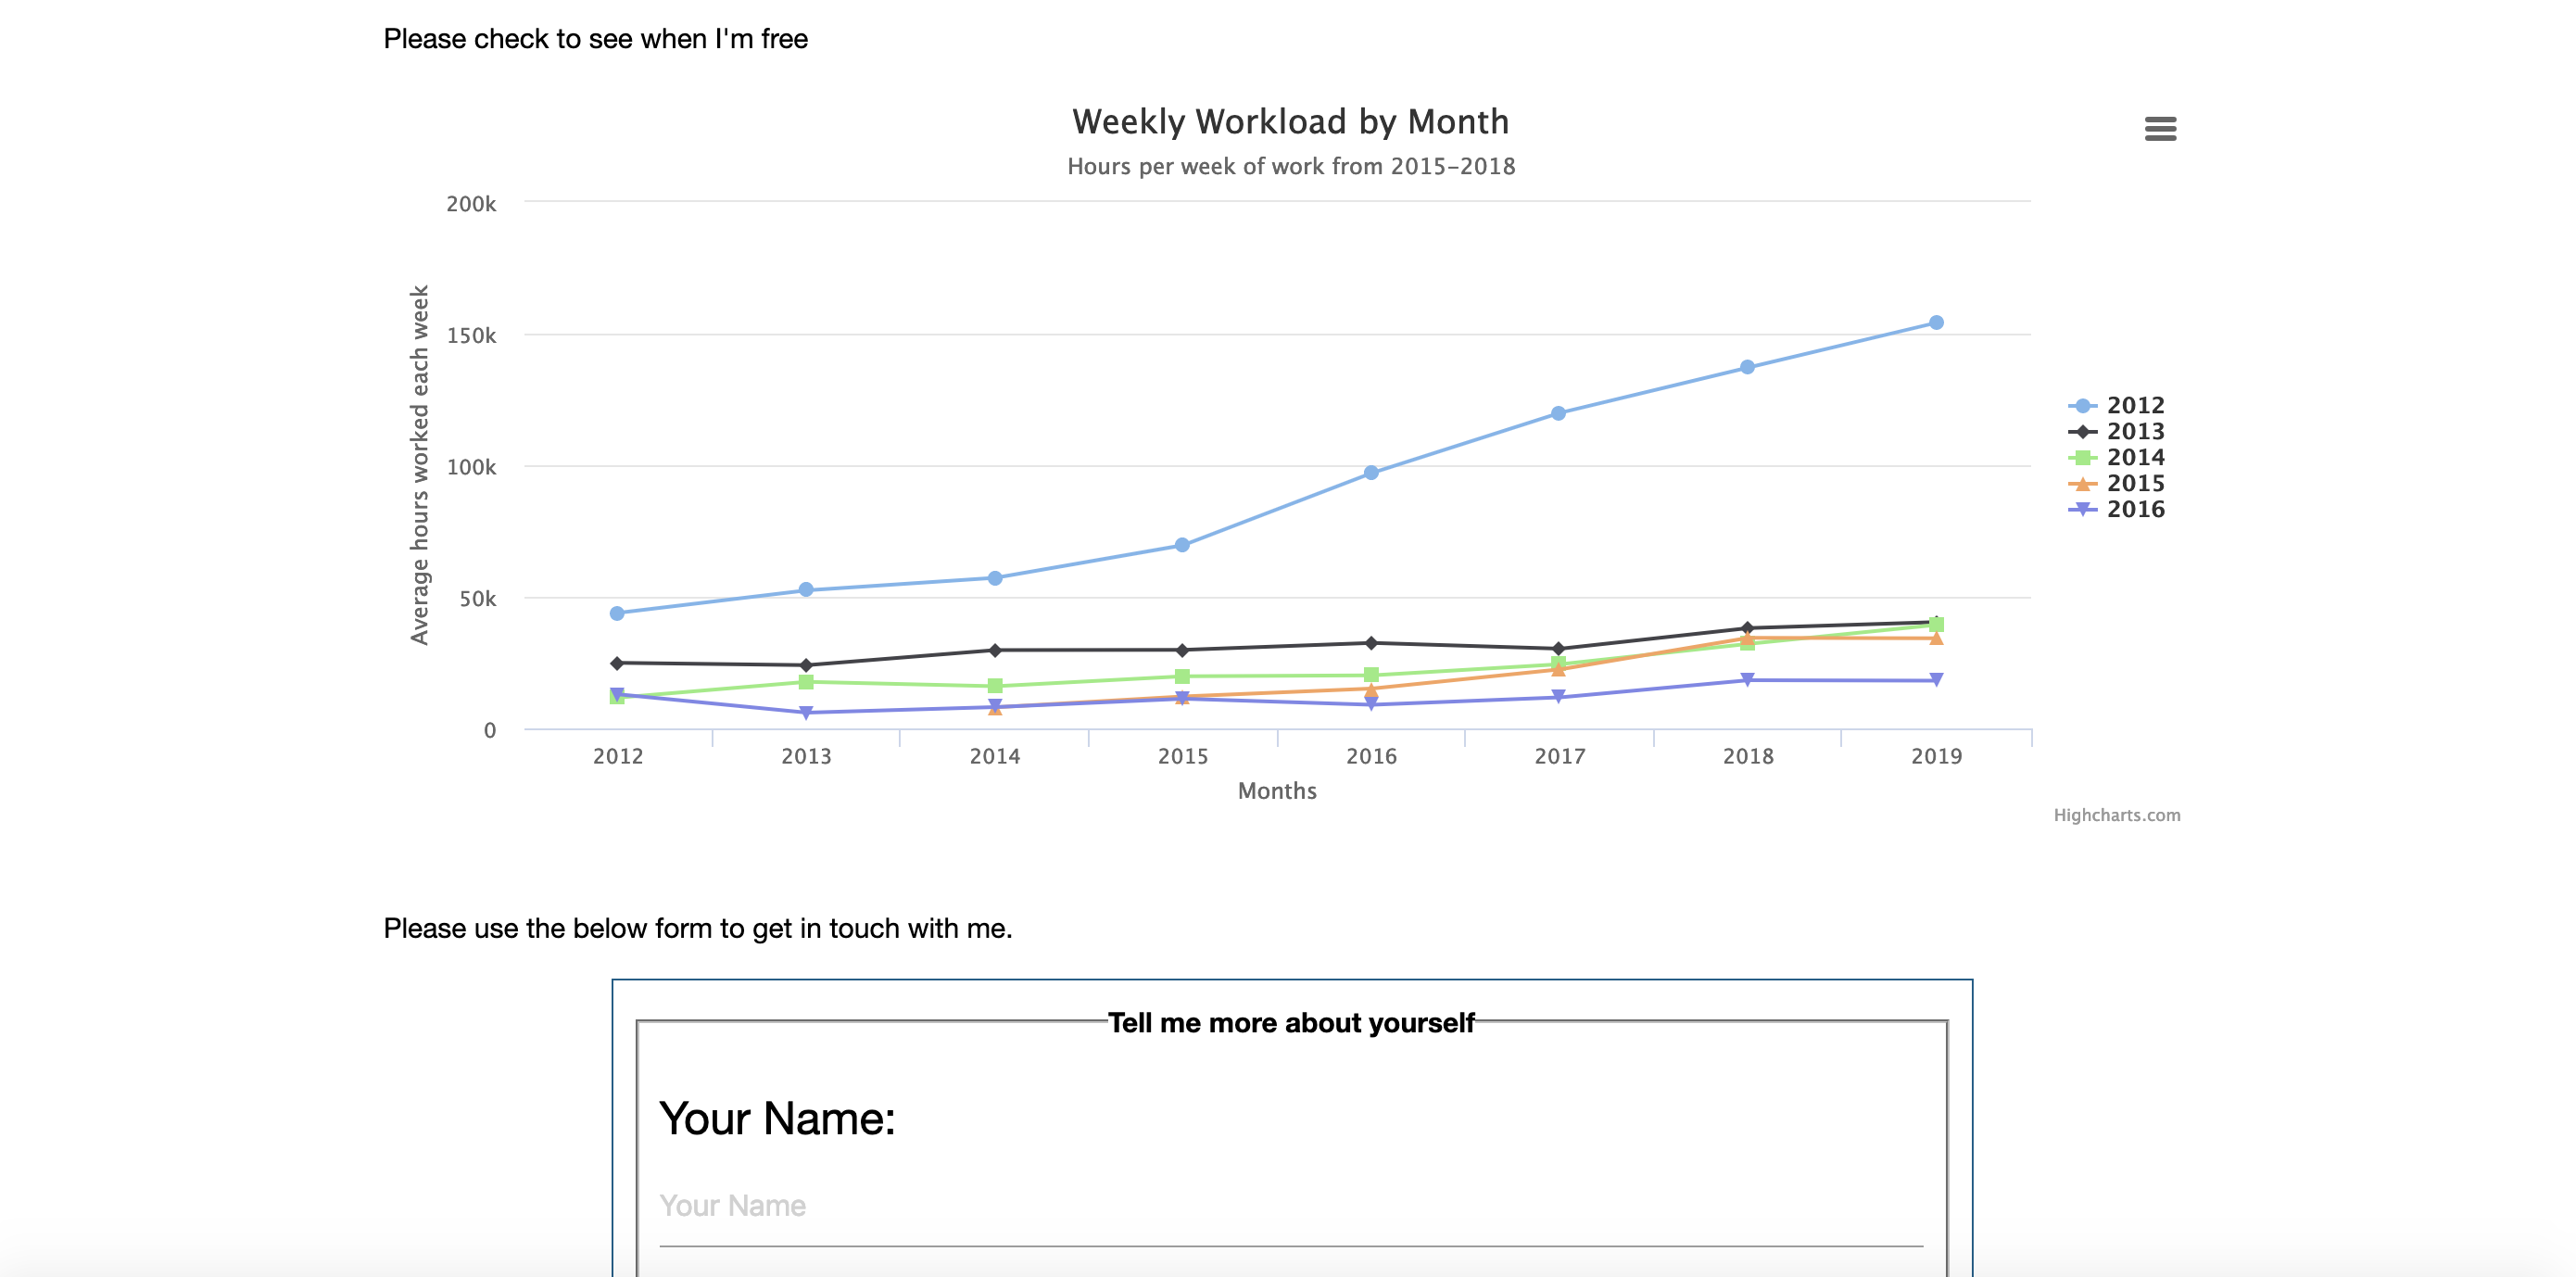 Please check to see when I'm free
Weekly Workload by Month
Hours per week of work from 2015–2018
Average hours worked each week
200k
150k
100k
50k
0
2012 2013 2014 2015 2016 2017 2018 2019
Months
2012
2013
2014
2015
2016
Highcharts.com
Please use the below form to get in touch with me.
Tell me more about yourself
Your Name:
Your Name